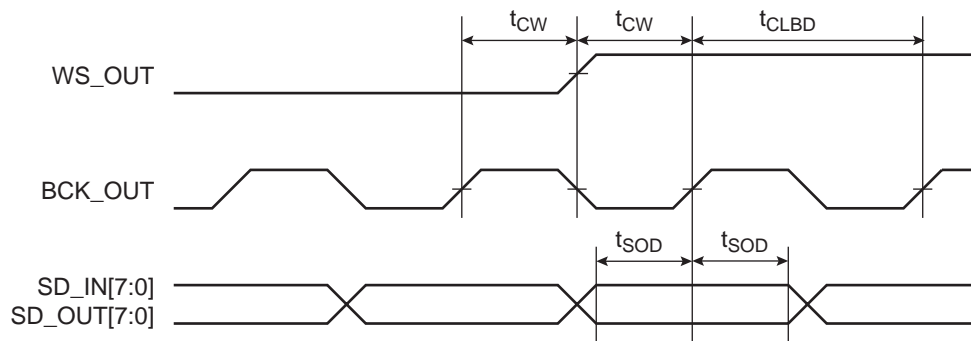 tCW tCW tCLBD
WS_OUT
BCK_OUT
tSOD tSOD
SD_IN[7:0]
SD_OUT[7:0]